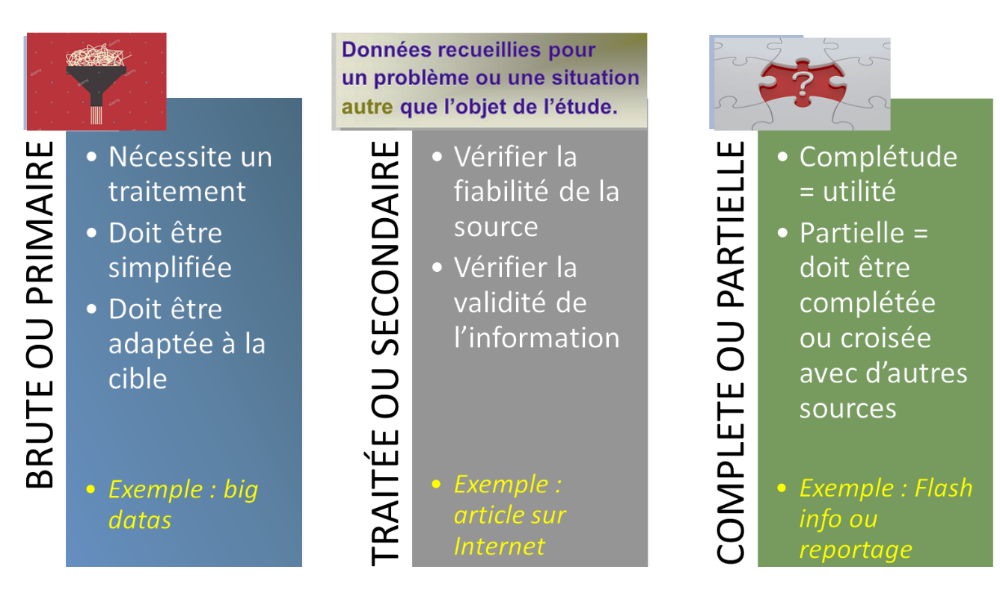 BRUTE OU PRIMAIRE
• Nécessite un
traitement
• Doit être
simplifiée
• Doit être
adaptée à la
cible
• Exemple : big
datas
Données recueillies pour
un problème ou une situation
autre que l’objet de l’étude.
TRAITÉE OU SECONDAIRE
• Vérifier la
fiabilité de la
source
• Vérifier la
validité de
l’information
• Exemple :
article sur
Internet
?
COMPLETE OU PARTIELLE
• Complétude
= utilité
• Partielle =
doit être
complétée
ou croisée
avec d’autres
sources
• Exemple : Flash
info ou
reportage